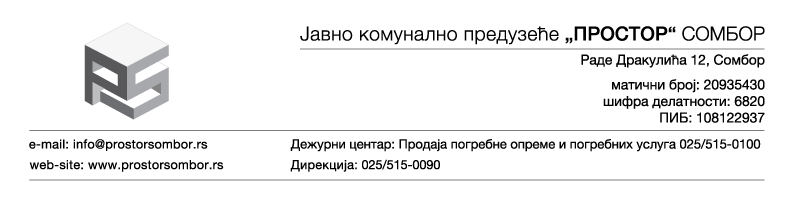 Јавно комунално предузеће „ПРОСТОР“ СОМБОР
Раде Дракулића 12, Сомбор
матични број: 20935430
шифра делатности: 6820
ПИБ: 108122937
e-mail: info@prostorsombor.rs
web-site: www.prostorsombor.rs
Дежурни центар: Продаја погребне опреме и погребних услуга 025/515-0100
Дирекција: 025/515-0090